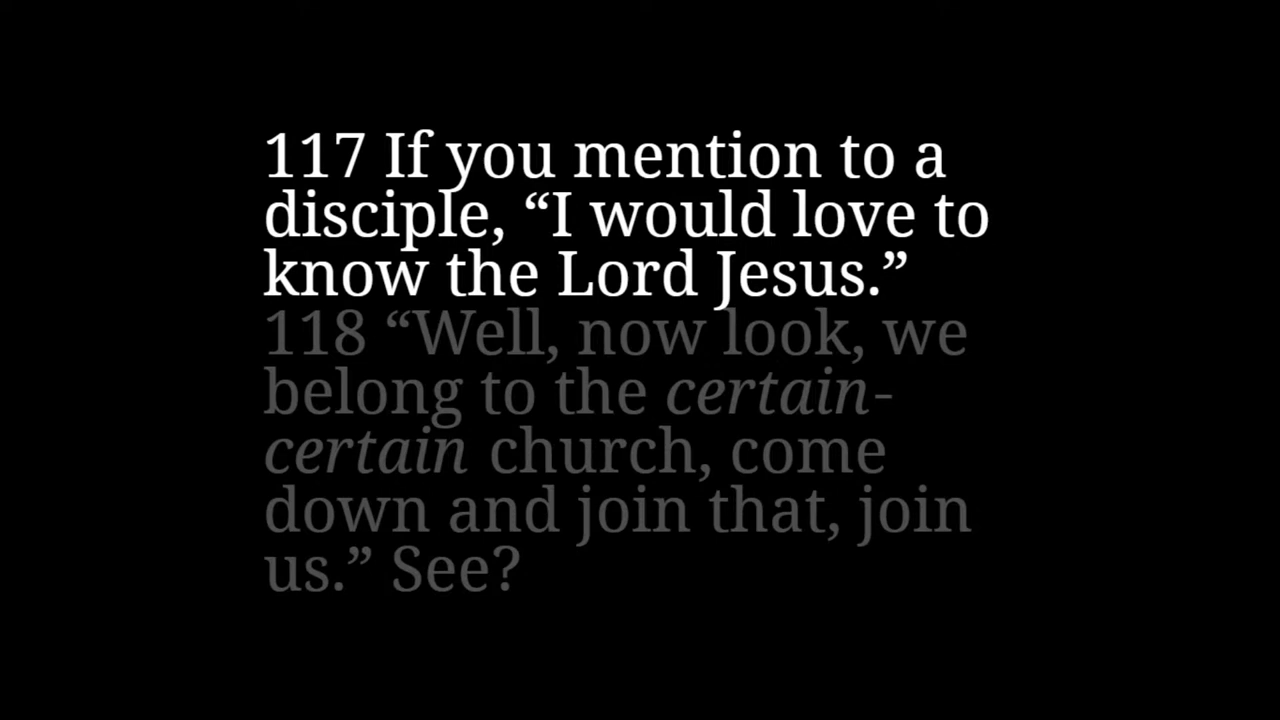 117 If you mention to a
disciple, “I would love to
know the Lord Jesus.”
118 “Well, now look, we
belong to the certain-
certain church, come
down and join that, join
us.” See?